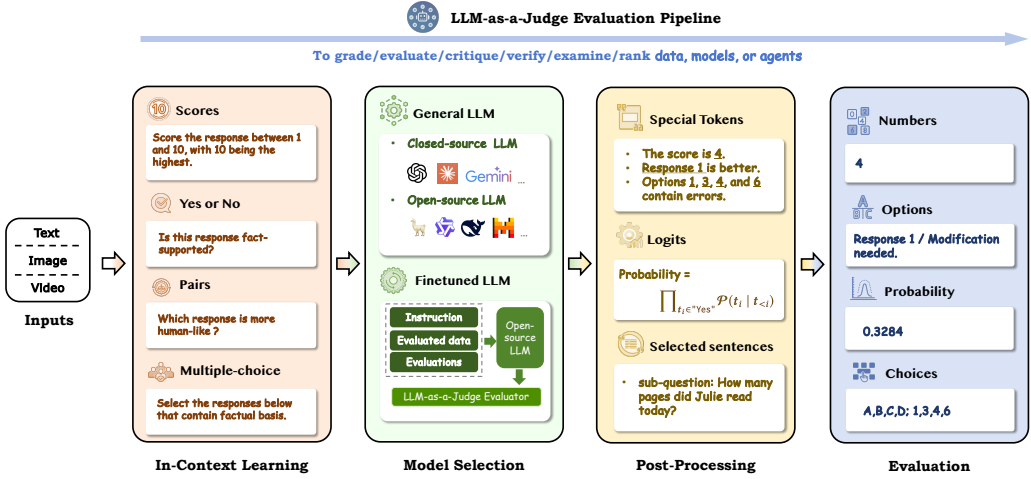 LLM-as-a-Judge Evaluation Pipeline
To grade/evaluate/critique/verify/examine/rank data, models, or agents
Text
Image
Video
Inputs
Scores
Score the response between 1
and 10, with 10 being the
highest.
Yes or No
Is this response fact-
supported?
Pairs
Which response is more
human-like ?
Multiple-choice
Select the responses below
that contain factual basis.
In-Context Learning
General LLM
• Closed-source LLM
Gemini ...
• Open-source LLM
...
Finetuned LLM
Instruction
Evaluated data
Evaluations
Open-
source
LLM
LLM-as-a-Judge Evaluator
Model Selection
Special Tokens
• The score is 4.
• Response 1 is better.
• Options 1, 3, 4, and 6
contain errors.
Logits
Probability =
∏ t_i∈"Yes" P(t_i | t_<i)
Selected sentences
• sub-question: How many
pages did Julie read
today?
Post-Processing
Numbers
4
Options
Response 1 / Modification
needed.
Probability
0.3284
Choices
A,B,C,D; 1,3,4,6
Evaluation